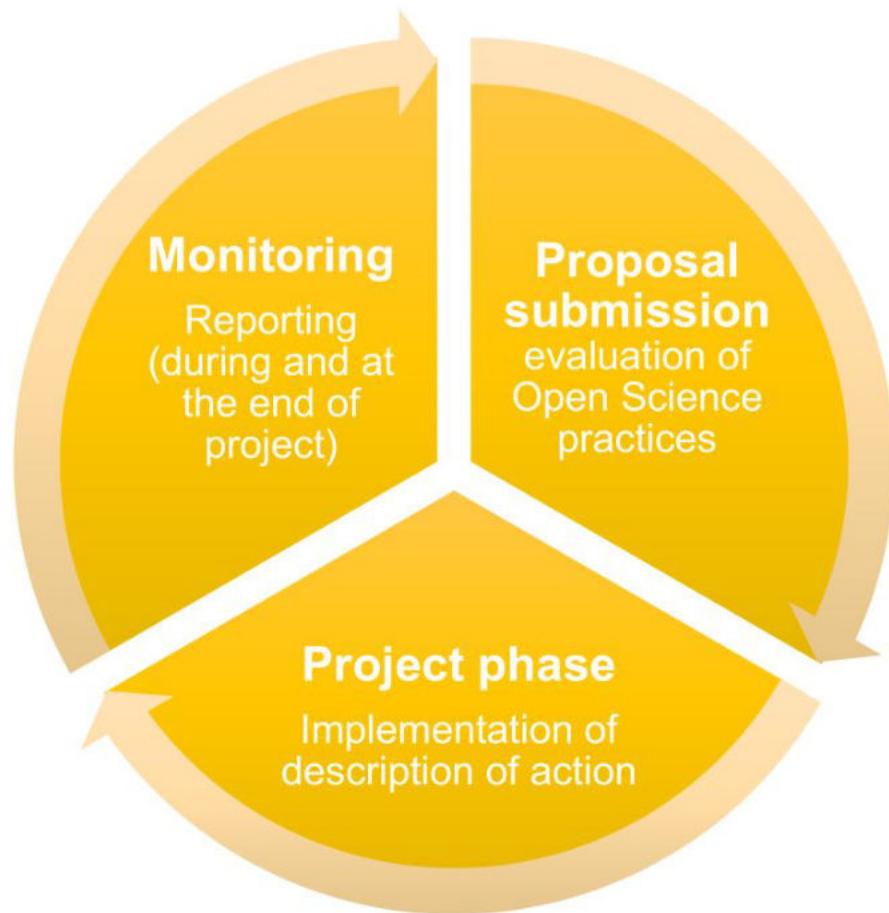 Monitoring
Reporting
(during and at
the end of
project)
Proposal
submission
evaluation of
Open Science
practices
Project phase
Implementation of
description of action